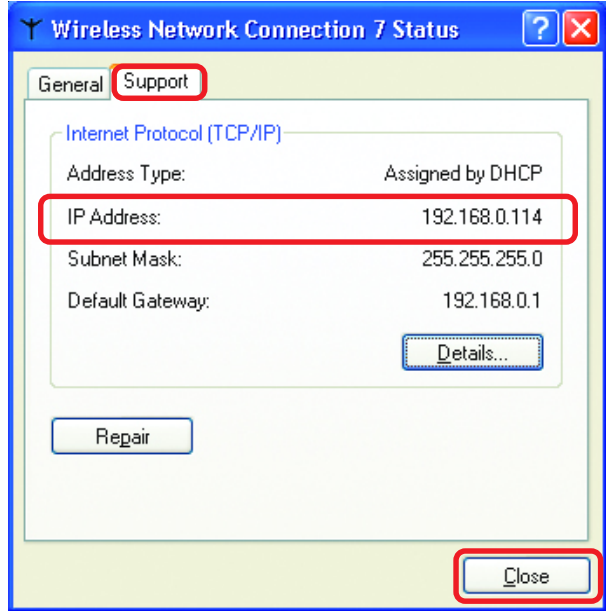 Wireless Network Connection 7 Status
General Support
Internet Protocol (TCP/IP)
Address Type: Assigned by DHCP
IP Address: 192.168.0.114
Subnet Mask: 255.255.255.0
Default Gateway: 192.168.0.1
Details...
Repair
Close